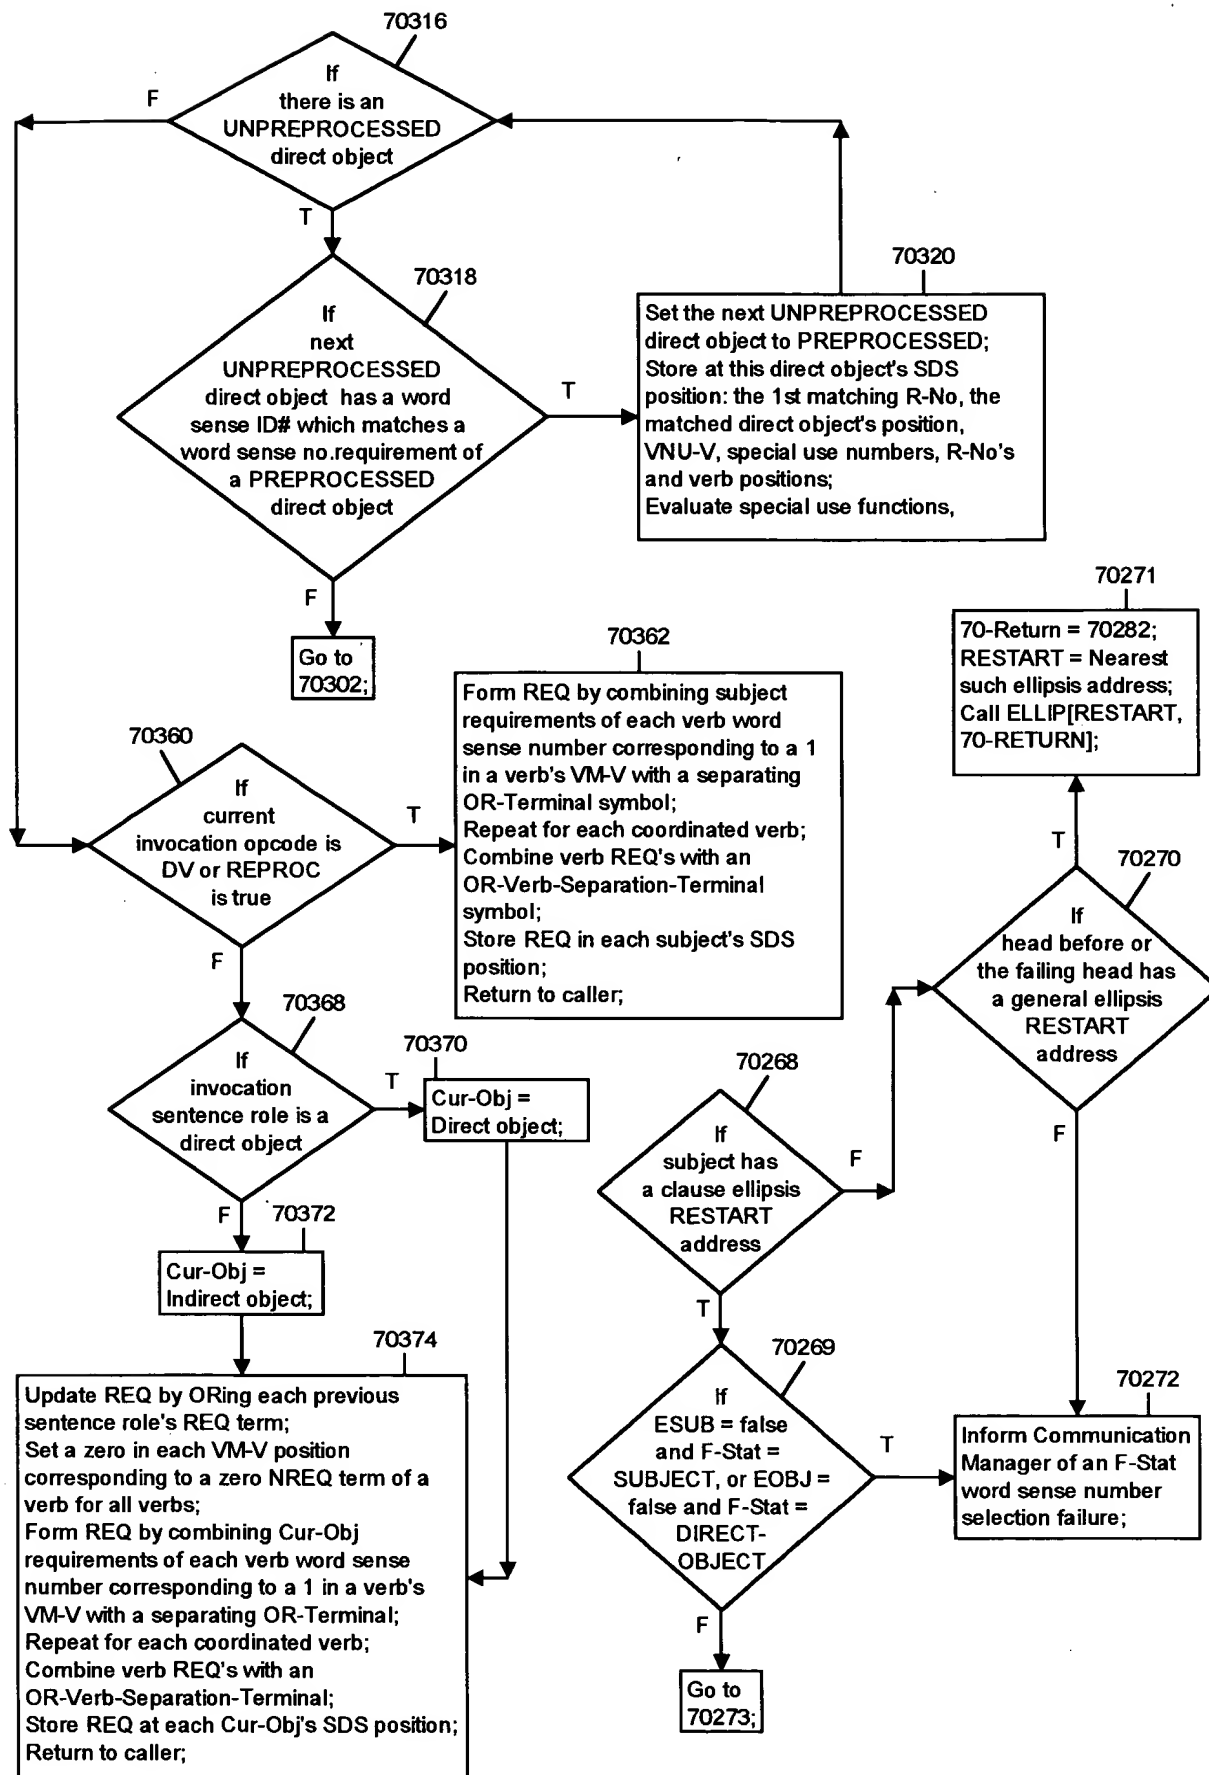 70316
If
there is an
UNPREPROCESSED
direct object
F
T
70318
If
next
UNPREPROCESSED
direct object has a word
sense ID# which matches a
word sense no.requirement of
a PREPROCESSED
direct object
T
F
70320
Set the next UNPREPROCESSED
direct object to PREPROCESSED;
Store at this direct object's SDS
position: the 1st matching R-No, the
matched direct object's position,
VNU-V, special use numbers, R-No's
and verb positions;
Evaluate special use functions,
Go to
70302;
70360
If
current
invocation opcode is
DV or REPROC
is true
T
F
70362
Form REQ by combining subject
requirements of each verb word
sense number corresponding to a 1
in a verb's VM-V with a separating
OR-Terminal symbol;
Repeat for each coordinated verb;
Combine verb REQ's with an
OR-Verb-Separation-Terminal
symbol;
Store REQ in each subject's SDS
position;
Return to caller;
70368
If
invocation
sentence role is a
direct object
T
F
70370
Cur-Obj =
Direct object;
70372
Cur-Obj =
Indirect object;
70374
Update REQ by ORing each previous
sentence role's REQ term;
Set a zero in each VM-V position
corresponding to a zero NREQ term of a
verb for all verbs;
Form REQ by combining Cur-Obj
requirements of each verb word sense
number corresponding to a 1 in a verb's
VM-V with a separating OR-Terminal;
Repeat for each coordinated verb;
Combine verb REQ's with an
OR-Verb-Separation-Terminal;
Store REQ at each Cur-Obj's SDS position;
Return to caller;
70271
70-Return = 70282;
RESTART = Nearest
such ellipsis address;
Call ELLIP[RESTART,
70-RETURN];
T
70270
If
head before or
the failing head has
a general ellipsis
RESTART
address
F
70268
If
subject has
a clause ellipsis
RESTART
address
F
T
70269
If
ESUB = false
and F-Stat =
SUBJECT, or EOBJ =
false and F-Stat =
DIRECT-
OBJECT
T
F
70272
Inform Communication
Manager of an F-Stat
word sense number
selection failure;
Go to
70273;